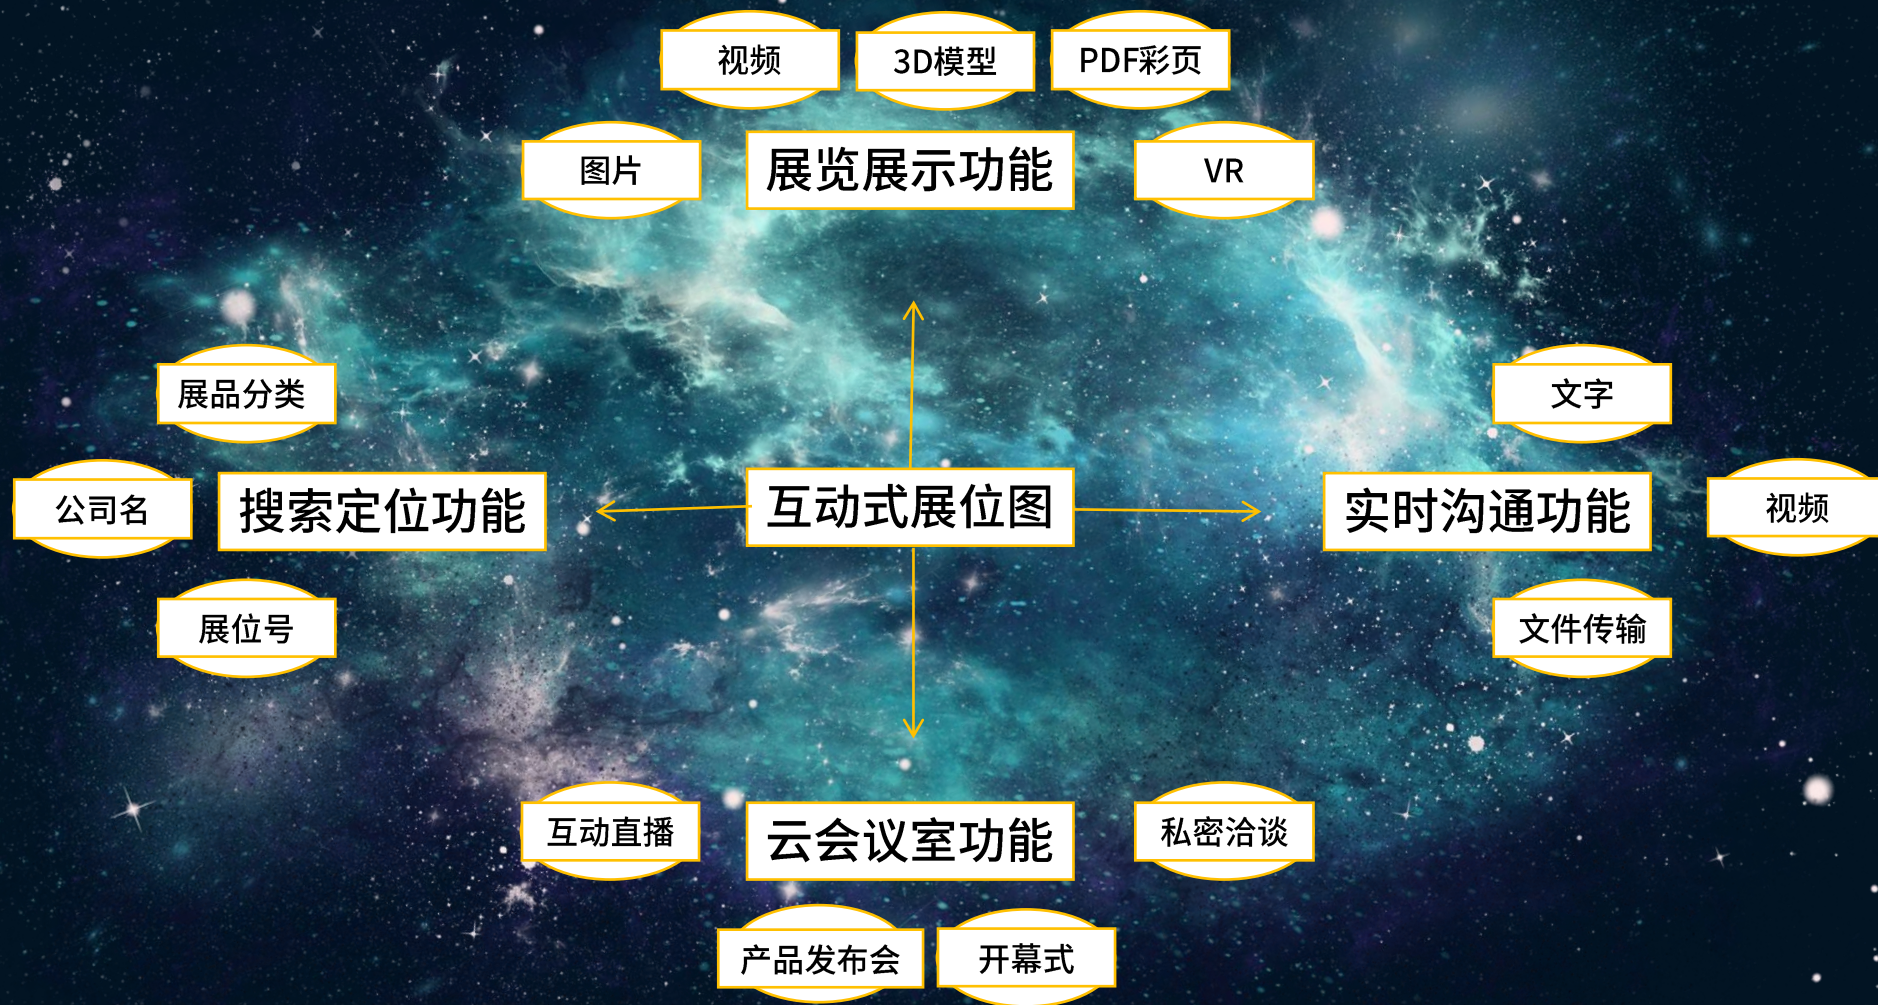 视频
3D模型
PDF彩页
图片
展览展示功能
VR
展品分类
文字
公司名
搜索定位功能
互动式展位图
实时沟通功能
视频
展位号
文件传输
互动直播
云会议室功能
私密洽谈
产品发布会
开幕式